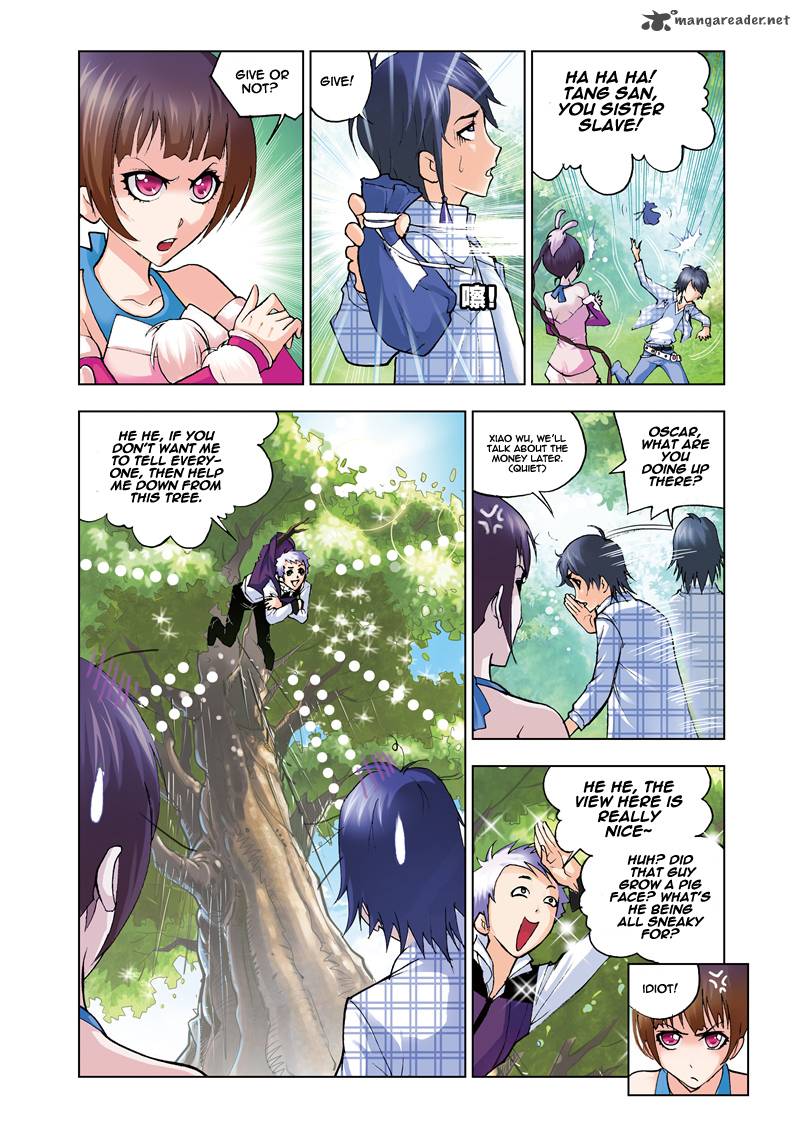 mangareader.net
GIVE OR
NOT?
GIVE!
嚓!
HA HA HA!
TANG SAN,
YOU SISTER
SLAVE!
HE HE, IF YOU
DON'T WANT ME
TO TELL EVERY-
ONE, THEN HELP
ME DOWN FROM
THIS TREE.
XIAO WU, WE'LL
TALK ABOUT THE
MONEY LATER.
(QUIET)
OSCAR,
WHAT ARE
YOU
DOING UP
THERE?
HE HE, THE
VIEW HERE IS
REALLY
NICE~
HUH? DID
THAT GUY
GROW A PIG
FACE? WHAT'S
HE BEING
ALL SNEAKY
FOR?
IDIOT!